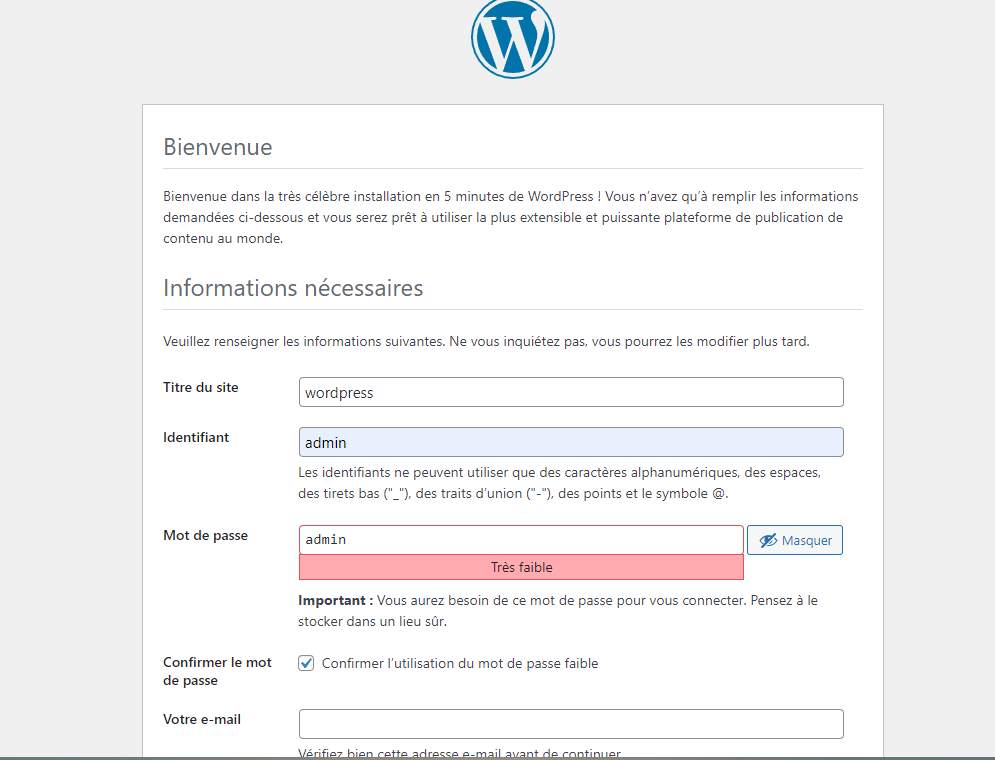 Bienvenue
Bienvenue dans la très célèbre installation en 5 minutes de WordPress ! Vous n’avez qu’à remplir les informations
demandées ci-dessous et vous serez prêt à utiliser la plus extensible et puissante plateforme de publication de
contenu au monde.
Informations nécessaires
Veuillez renseigner les informations suivantes. Ne vous inquiétez pas, vous pourrez les modifier plus tard.
Titre du site
wordpress
Identifiant
admin
Les identifiants ne peuvent utiliser que des caractères alphanumériques, des espaces,
des tirets bas ("_"), des traits d’union ("-"), des points et le symbole @.
Mot de passe
admin
Masquer
Très faible
Important : Vous aurez besoin de ce mot de passe pour vous connecter. Pensez à le
stocker dans un lieu sûr.
Confirmer le mot
de passe
Confirmer l’utilisation du mot de passe faible
Votre e-mail
Vérifiez bien cette adresse e-mail avant de continuer.